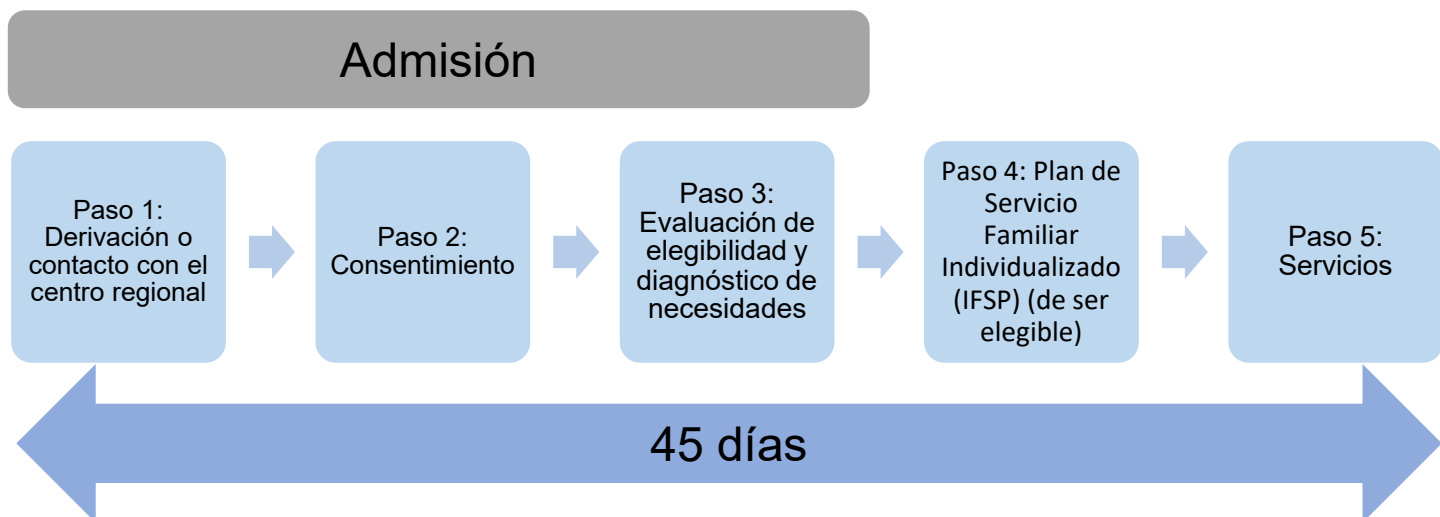 Admisión
Paso 1:
Derivación o
contacto con el
centro regional
Paso 2:
Consentimiento
Paso 3:
Evaluación de
elegibilidad y
diagnóstico de
necesidades
Paso 4: Plan de
Servicio
Familiar
Individualizado
(IFSP) (de ser
elegible)
Paso 5:
Servicios
45 días